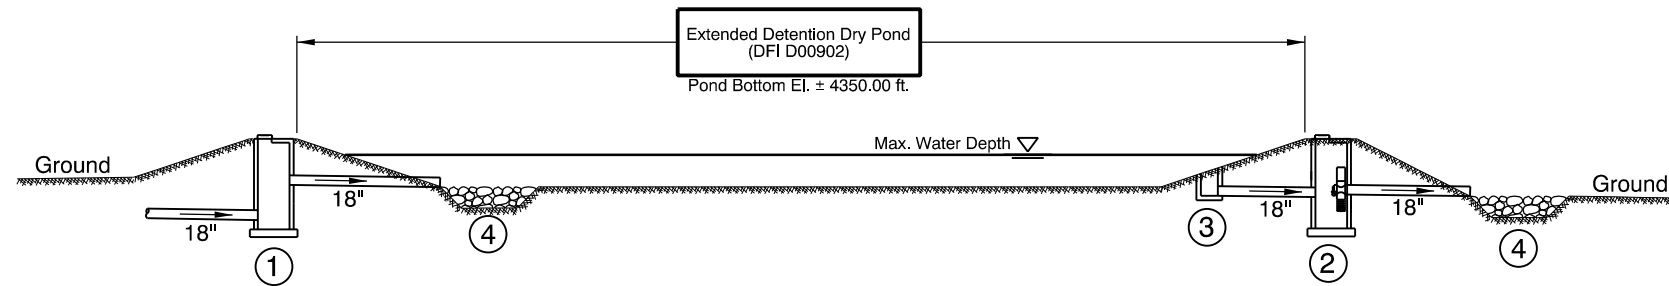 Extended Detention Dry Pond
(DFI D00902)
Pond Bottom El. ± 4350.00 ft.
Max. Water Depth
Ground
Ground
18"
18"
18"
18"
1
4
3
2
4